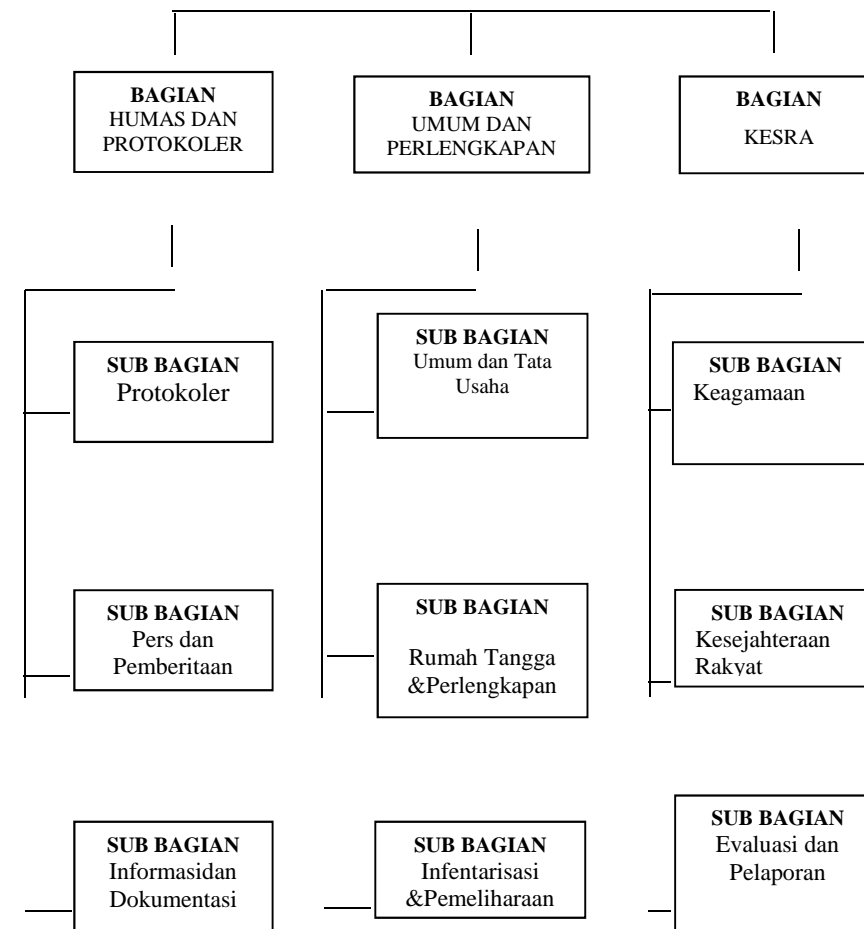 BAGIAN
HUMAS DAN
PROTOKOLER
BAGIAN
UMUM DAN
PERLENGKAPAN
BAGIAN
KESRA
SUB BAGIAN
Protokoler
SUB BAGIAN
Umum dan Tata
Usaha
SUB BAGIAN
Keagamaan
SUB BAGIAN
Pers dan
Pemberitaan
SUB BAGIAN
Rumah Tangga
&Perlengkapan
SUB BAGIAN
Kesejahteraan
Rakyat
SUB BAGIAN
Informasidan
Dokumentasi
SUB BAGIAN
Infentarisasi
&Pemeliharaan
SUB BAGIAN
Evaluasi dan
Pelaporan